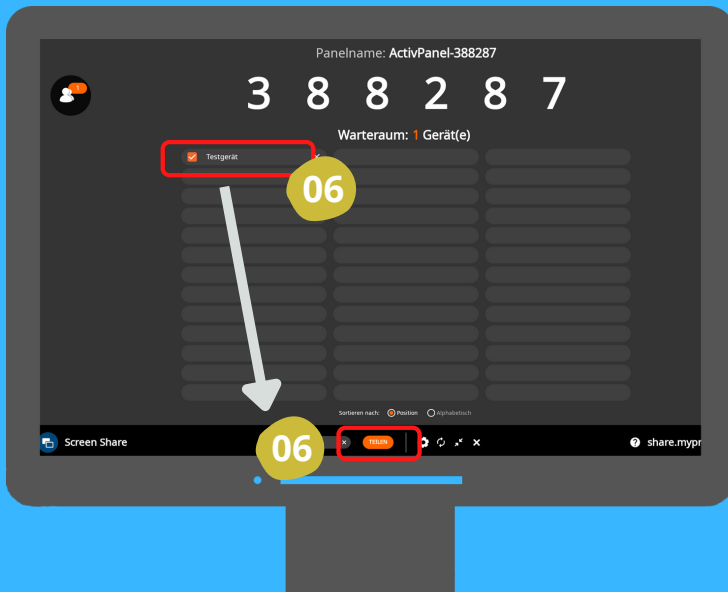 Panelname: ActivPanel-388287
1
3 8 8 2 8 7
Warteraum: 1 Gerät(e)
Testgerät
06
Sortieren nach: Position Alphabetisch
06
Screen Share
TEILEN
share.mypr